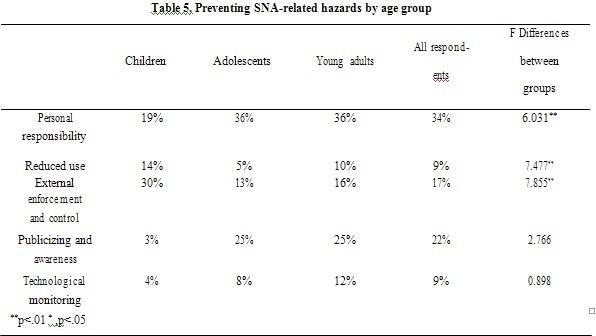 Table 5. Preventing SNA-related hazards by age group
F Differences
All respond-
between
Children Adolescents Young adults
ents
groups
Personal 19% 36% 36% 34% 6.031**
responsibility
Reduced use 14% 5% 10% 9% 7.477**
External 30% 13% 16% 17% 7.855**
enforcement
and control
Publicizing and 3% 25% 25% 22% 2.766
awareness
Technological 4% 8% 12% 9% 0.898
monitoring
**p<.01 * p<.05